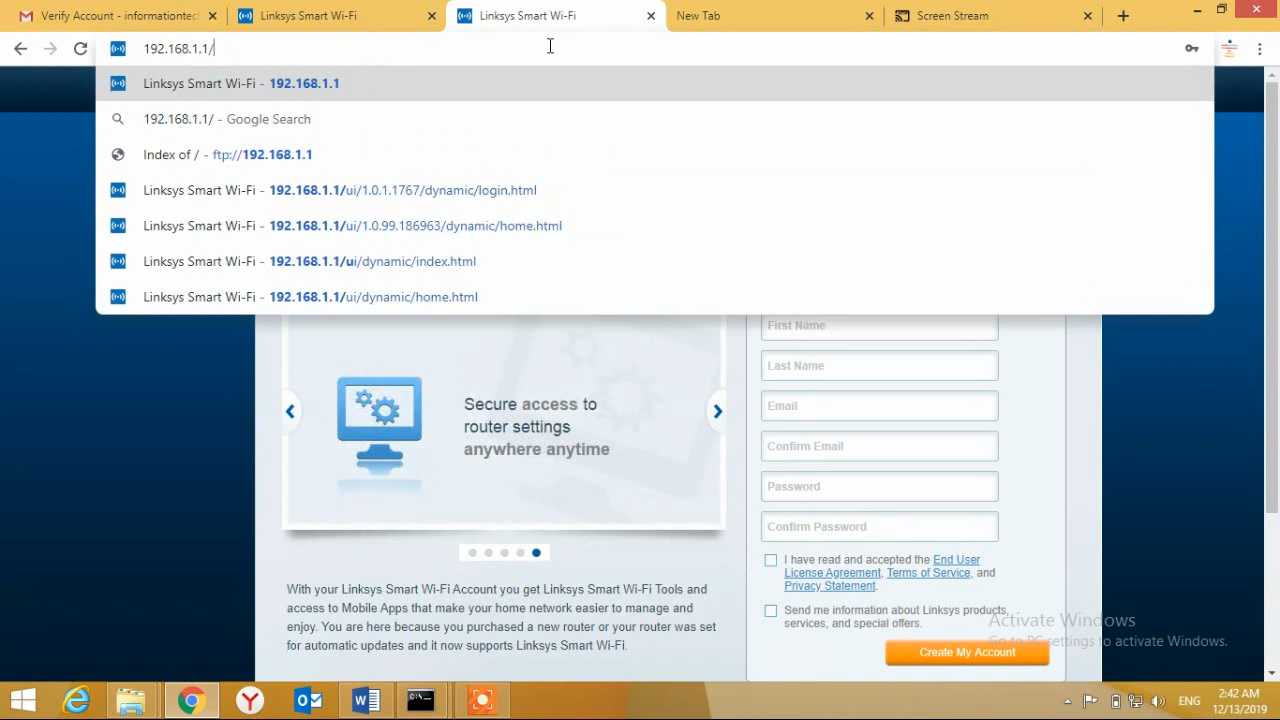 Verify Account - informationtec
Linksys Smart Wi-Fi
Linksys Smart Wi-Fi
New Tab
Screen Stream
192.168.1.1/
Linksys Smart Wi-Fi - 192.168.1.1
192.168.1.1/ - Google Search
Index of / - ftp://192.168.1.1
Linksys Smart Wi-Fi - 192.168.1.1/ui/1.0.1.1767/dynamic/login.html
Linksys Smart Wi-Fi - 192.168.1.1/ui/1.0.99.186963/dynamic/home.html
Linksys Smart Wi-Fi - 192.168.1.1/ui/dynamic/index.html
Linksys Smart Wi-Fi - 192.168.1.1/ui/dynamic/home.html
Secure access to
router settings
anywhere anytime
With your Linksys Smart Wi-Fi Account you get Linksys Smart Wi-Fi Tools and
access to Mobile Apps that make your home network easier to manage and
enjoy. You are here because you purchased a new router or your router was set
for automatic updates and it now supports Linksys Smart Wi-Fi.
First Name
Last Name
Email
Confirm Email
Password
Confirm Password
I have read and accepted the End User
License Agreement, Terms of Service, and
Privacy Statement.
Send me information about Linksys products,
services, and special offers.
Create My Account
Activate Windows
Go to PC settings to activate Windows.
ENG
2:42 AM
12/13/2019